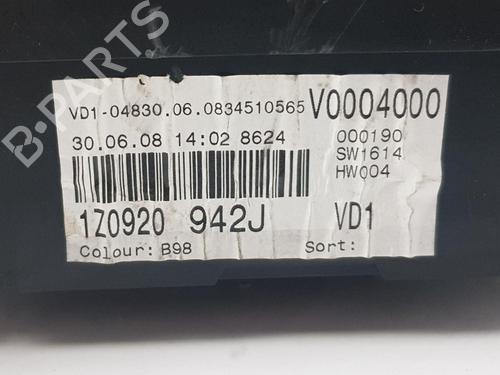 B-PARTS
VD1-04830.06.0834510565 V0004000
30.06.08 14:02 8624 000190
SW1614
HW004
1Z0920 942J VD1
Colour: B98 Sort: